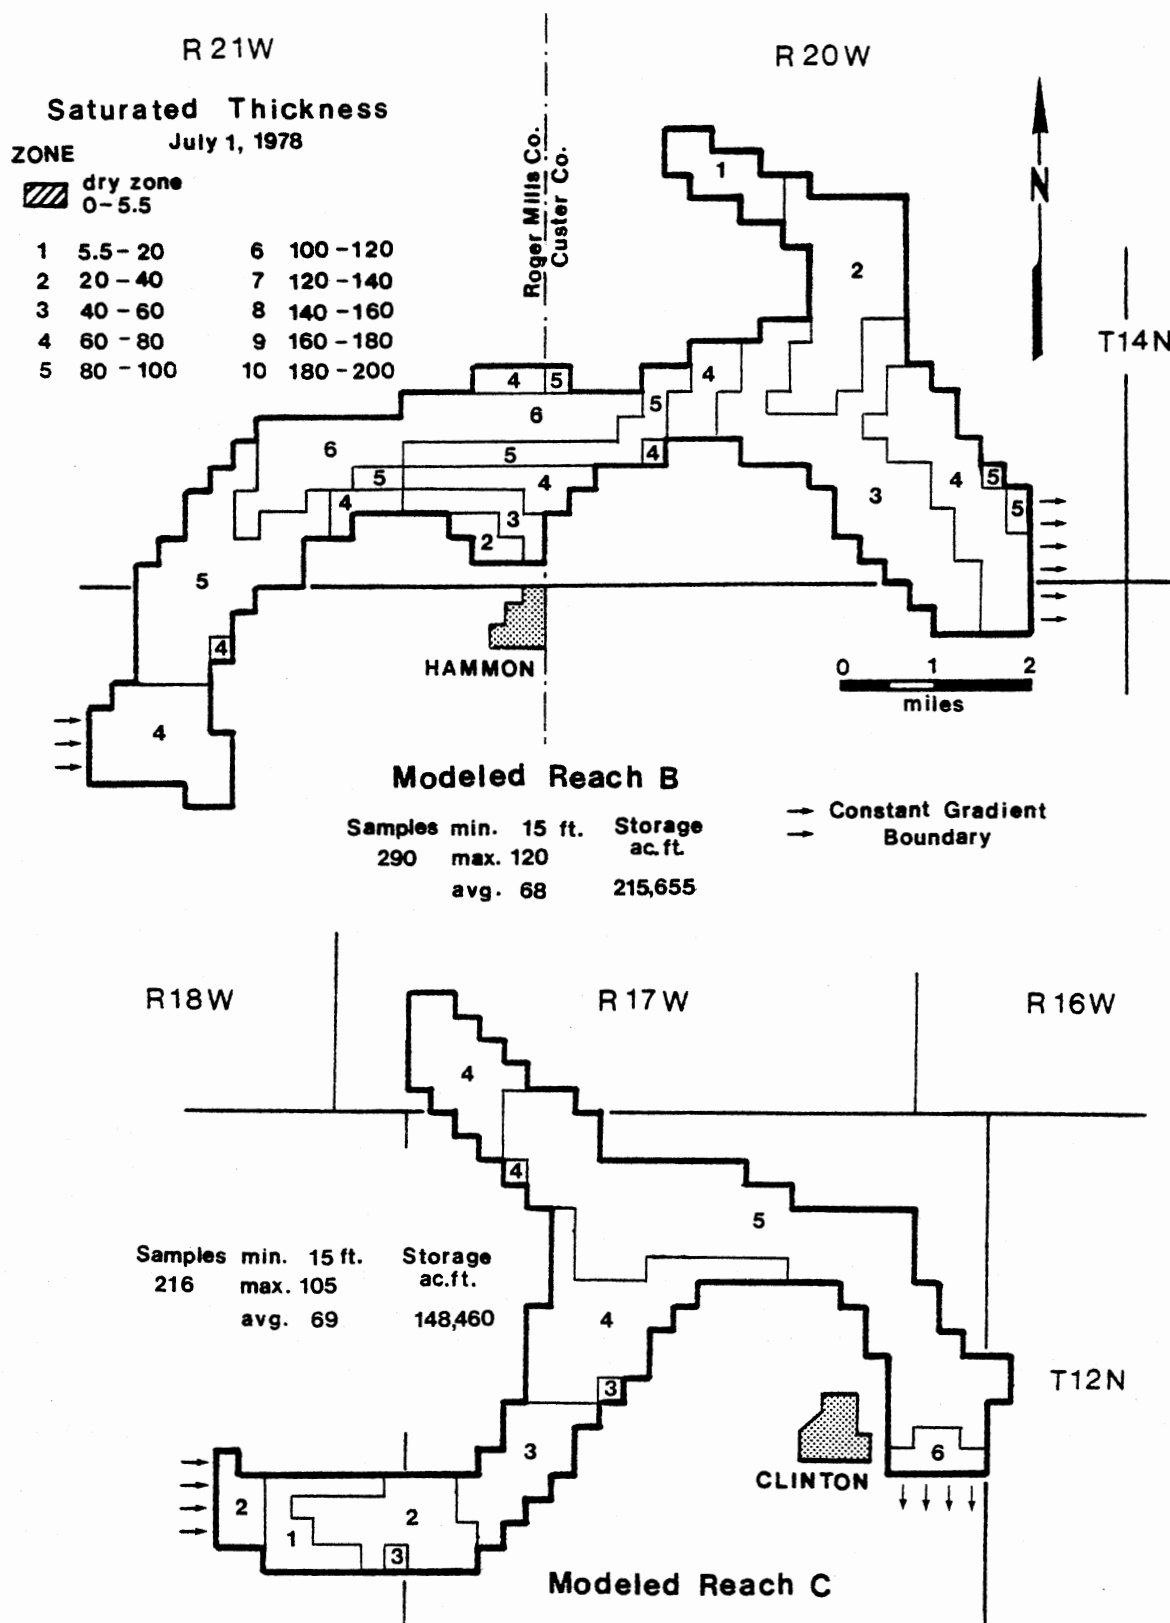 R 21W
R 20W
Saturated Thickness
July 1, 1978
ZONE
dry zone
0-5.5
1 5.5-20 6 100-120
2 20-40 7 120-140
3 40-60 8 140-160
4 60-80 9 160-180
5 80-100 10 180-200
Roger Mills Co.
Custer Co.
N
T14N
1
2
4 5
4
5
6
6
5
4
5
4
4
3
2
3
4
5
5
5
4
4
HAMMON
0 1 2
miles
Modeled Reach B
Samples min. 15 ft. Storage
290 max. 120 ac.ft.
avg. 68 215,655
Constant Gradient
Boundary
R18W
R 17W
R 16W
4
4
5
Samples min. 15 ft. Storage
216 max. 105 ac.ft.
avg. 69 148,460
4
3
T12N
3
6
CLINTON
2
1
2
3
Modeled Reach C